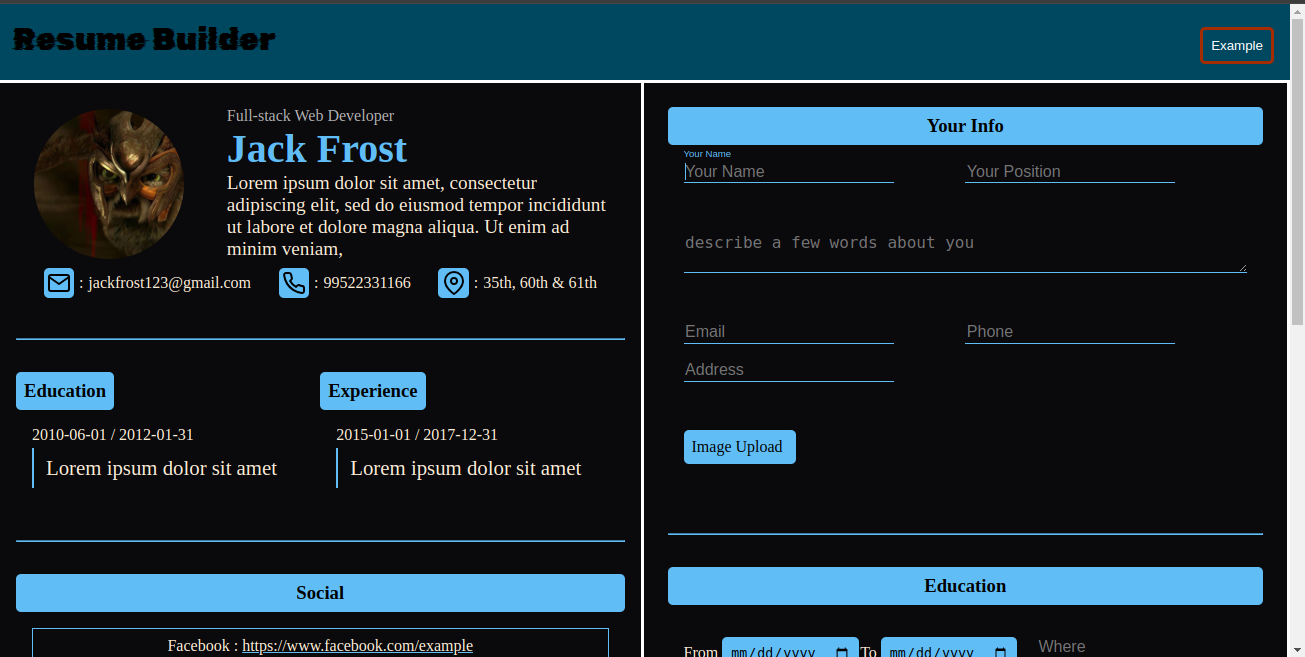 Resume Builder
Example
Full-stack Web Developer
Jack Frost
Lorem ipsum dolor sit amet, consectetur
adipiscing elit, sed do eiusmod tempor incididunt
ut labore et dolore magna aliqua. Ut enim ad
minim veniam,
: jackfrost123@gmail.com : 99522331166 : 35th, 60th & 61th
Education Experience
2010-06-01 / 2012-01-31 2015-01-01 / 2017-12-31
Lorem ipsum dolor sit amet Lorem ipsum dolor sit amet
Social
Facebook : https://www.facebook.com/example
Your Info
Your Name
Your Name Your Position
describe a few words about you
Email Phone
Address
Image Upload
Education
From mm/dd/yyyy To mm/dd/yyyy Where